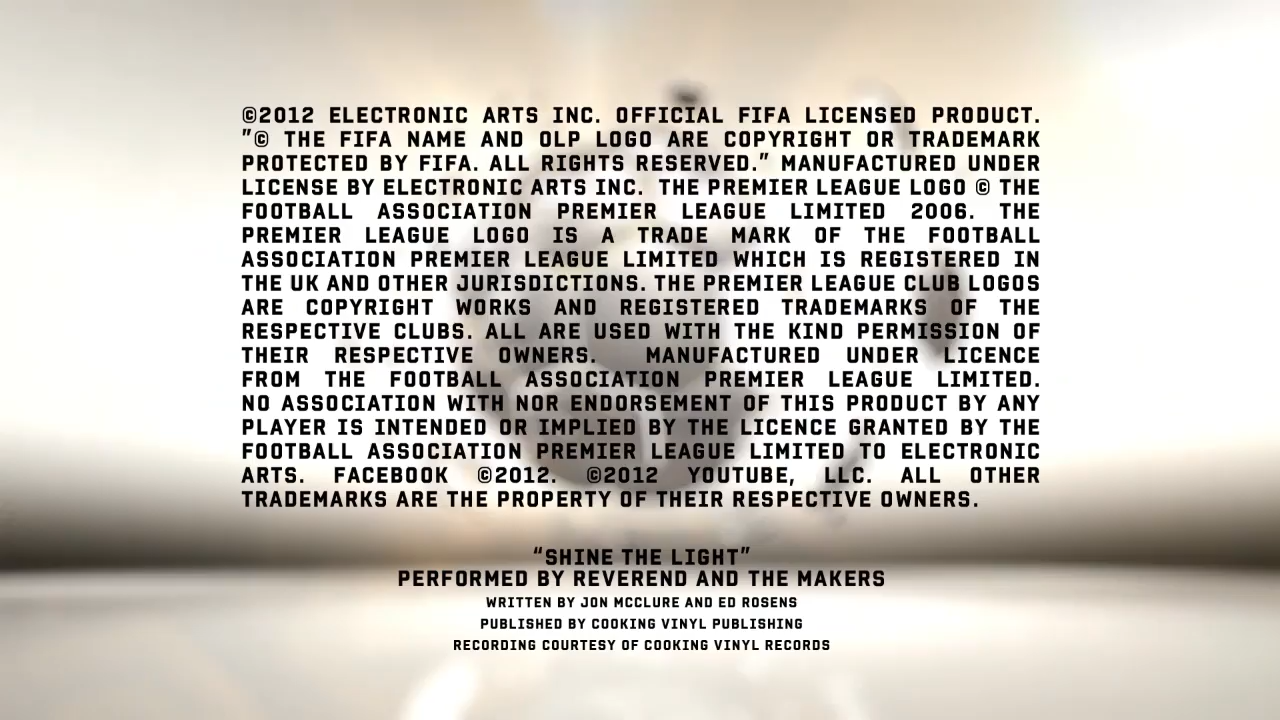 ©2012 ELECTRONIC ARTS INC. OFFICIAL FIFA LICENSED PRODUCT.
"© THE FIFA NAME AND OLP LOGO ARE COPYRIGHT OR TRADEMARK
PROTECTED BY FIFA. ALL RIGHTS RESERVED." MANUFACTURED UNDER
LICENSE BY ELECTRONIC ARTS INC. THE PREMIER LEAGUE LOGO © THE
FOOTBALL ASSOCIATION PREMIER LEAGUE LIMITED 2006. THE
PREMIER LEAGUE LOGO IS A TRADE MARK OF THE FOOTBALL
ASSOCIATION PREMIER LEAGUE LIMITED WHICH IS REGISTERED IN
THE UK AND OTHER JURISDICTIONS. THE PREMIER LEAGUE CLUB LOGOS
ARE COPYRIGHT WORKS AND REGISTERED TRADEMARKS OF THE
RESPECTIVE CLUBS. ALL ARE USED WITH THE KIND PERMISSION OF
THEIR RESPECTIVE OWNERS. MANUFACTURED UNDER LICENCE
FROM THE FOOTBALL ASSOCIATION PREMIER LEAGUE LIMITED.
NO ASSOCIATION WITH NOR ENDORSEMENT OF THIS PRODUCT BY ANY
PLAYER IS INTENDED OR IMPLIED BY THE LICENCE GRANTED BY THE
FOOTBALL ASSOCIATION PREMIER LEAGUE LIMITED TO ELECTRONIC
ARTS. FACEBOOK ©2012. ©2012 YOUTUBE, LLC. ALL OTHER
TRADEMARKS ARE THE PROPERTY OF THEIR RESPECTIVE OWNERS.
“SHINE THE LIGHT”
PERFORMED BY REVEREND AND THE MAKERS
WRITTEN BY JON MCCLURE AND ED ROSENS
PUBLISHED BY COOKING VINYL PUBLISHING
RECORDING COURTESY OF COOKING VINYL RECORDS